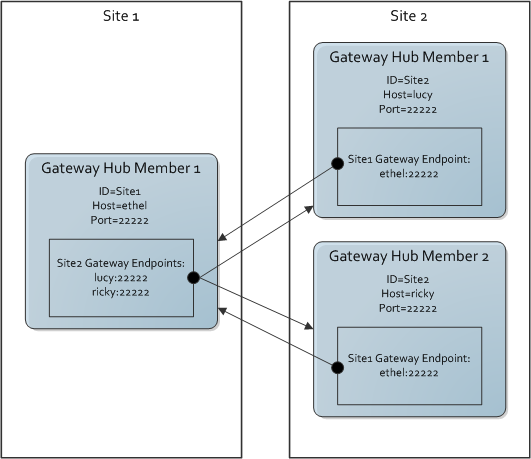 Site 1
Gateway Hub Member 1
ID=Site1
Host=ethel
Port=22222
Site2 Gateway Endpoints:
lucy:22222
ricky:22222
Site 2
Gateway Hub Member 1
ID=Site2
Host=lucy
Port=22222
Site1 Gateway Endpoint:
ethel:22222
Gateway Hub Member 2
ID=Site2
Host=ricky
Port=22222
Site1 Gateway Endpoint:
ethel:22222